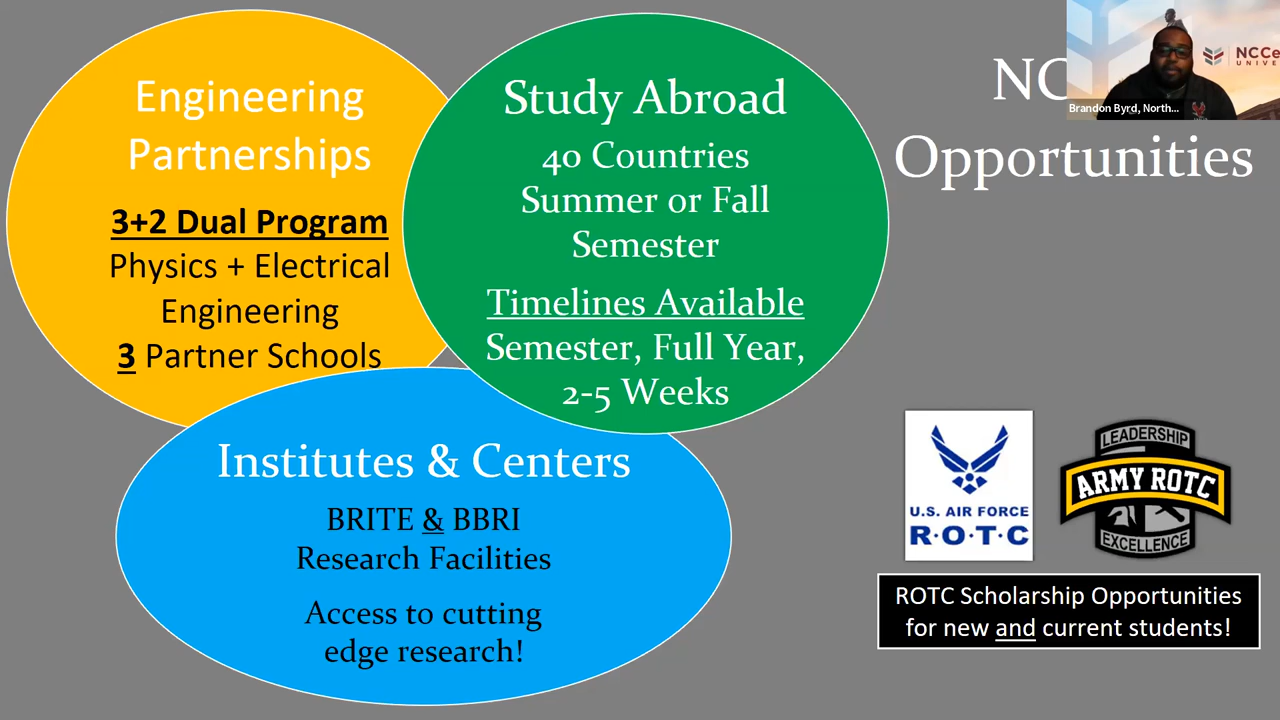 Engineering
Partnerships
3+2 Dual Program
Physics + Electrical
Engineering
3 Partner Schools
Study Abroad
40 Countries
Summer or Fall
Semester
Timelines Available
Semester, Full Year,
2-5 Weeks
Institutes & Centers
BRITE & BBRI
Research Facilities
Access to cutting
edge research!
NC
Opportunities
NCCe
UNIVE
Brandon Byrd, North...
U.S. AIR FORCE
R·O·T·C
LEADERSHIP
ARMY ROTC
EXCELLENCE
ROTC Scholarship Opportunities
for new and current students!